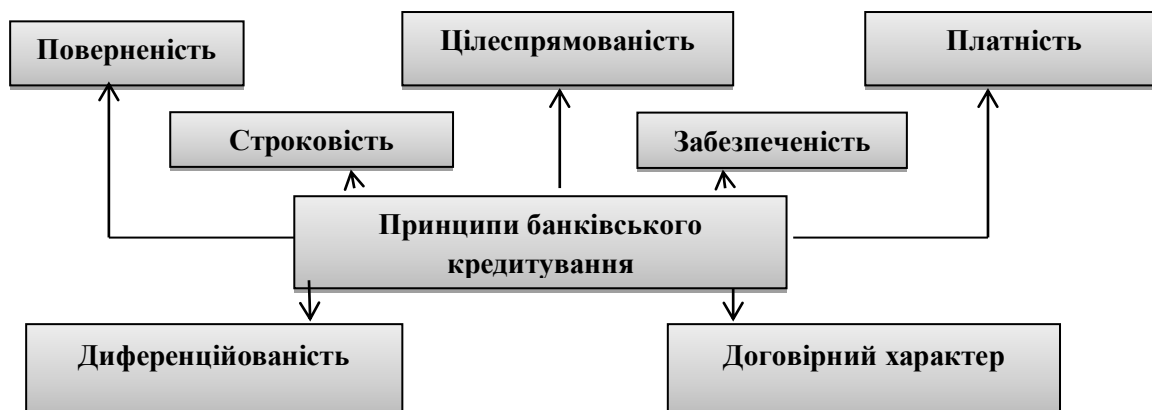 Поверненість
Цілеспрямованість
Платність
Строковість
Забезпеченість
Принципи банківського
кредитування
Диференційованість
Договірний характер